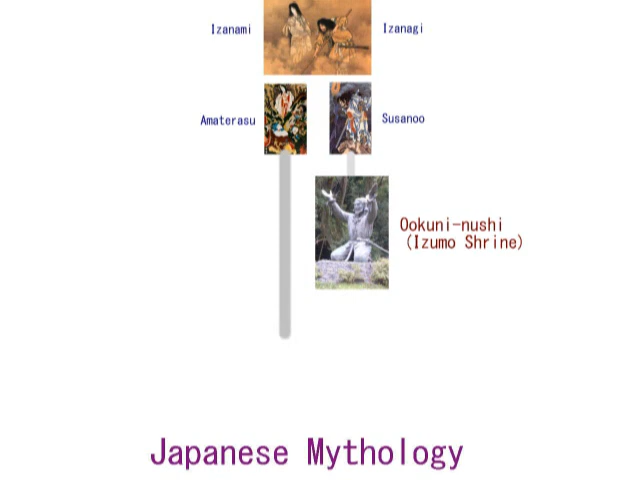 Izanami
Izanagi
Amaterasu
Susanoo
Ookuni-nushi
(Izumo Shrine)
Japanese Mythology